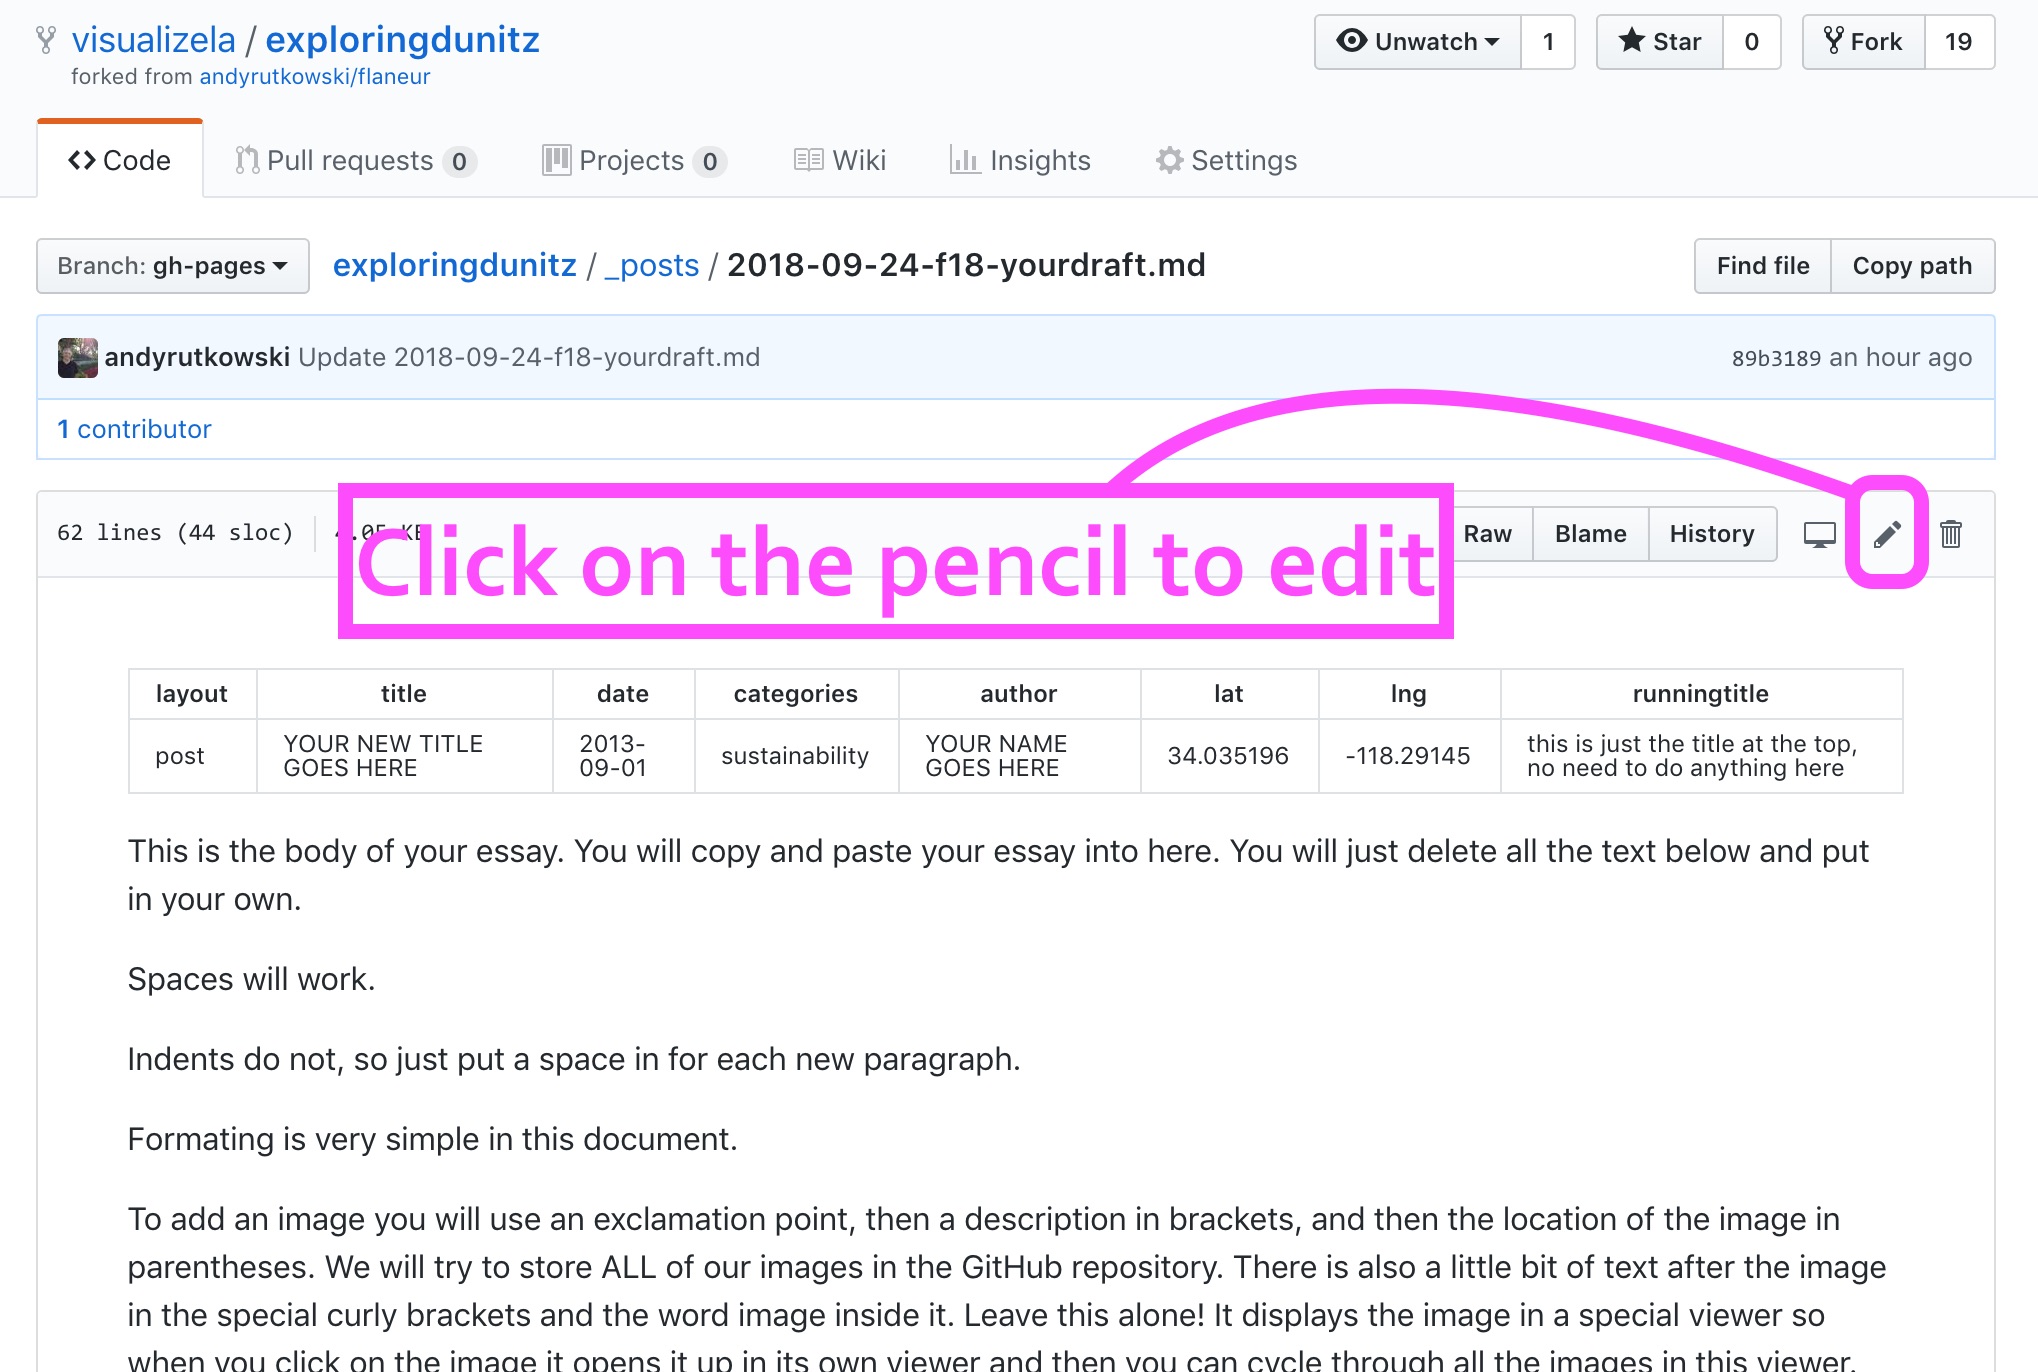 visualizela / exploringdunitz
forked from andyrutkowski/flaneur
Unwatch 1
Star 0
Fork 19
Code
Pull requests 0
Projects 0
Wiki
Insights
Settings
Branch: gh-pages
exploringdunitz / _posts / 2018-09-24-f18-yourdraft.md
Find file
Copy path
andyrutkowski Update 2018-09-24-f18-yourdraft.md
89b3189 an hour ago
1 contributor
62 lines (44 sloc)
4.05 KB
Click on the pencil to edit
Raw
Blame
History
layout title date categories author lat lng runningtitle
post
YOUR NEW TITLE
GOES HERE
2013-
09-01
sustainability
YOUR NAME
GOES HERE
34.035196
-118.29145
this is just the title at the top,
no need to do anything here
This is the body of your essay. You will copy and paste your essay into here. You will just delete all the text below and put
in your own.
Spaces will work.
Indents do not, so just put a space in for each new paragraph.
Formating is very simple in this document.
To add an image you will use an exclamation point, then a description in brackets, and then the location of the image in
parentheses. We will try to store ALL of our images in the GitHub repository. There is also a little bit of text after the image
in the special curly brackets and the word image inside it. Leave this alone! It displays the image in a special viewer so
when you click on the image it opens it up in its own viewer and then you can cycle through all the images in this viewer.